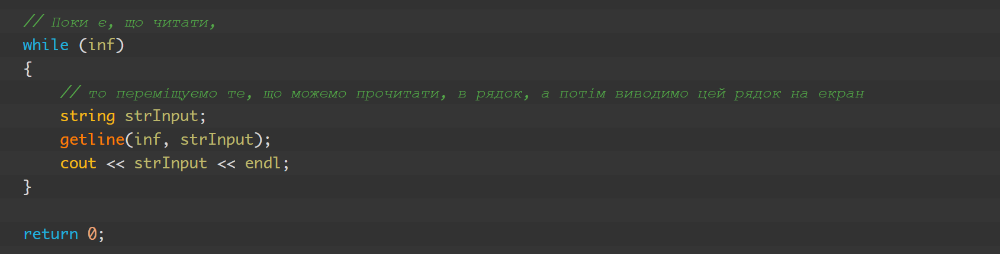 // Поки є, що читати,
while (inf)
{
    // то переміщуємо те, що можемо прочитати, в рядок, а потім виводимо цей рядок на екран
    string strInput;
    getline(inf, strInput);
    cout << strInput << endl;
}
return 0;